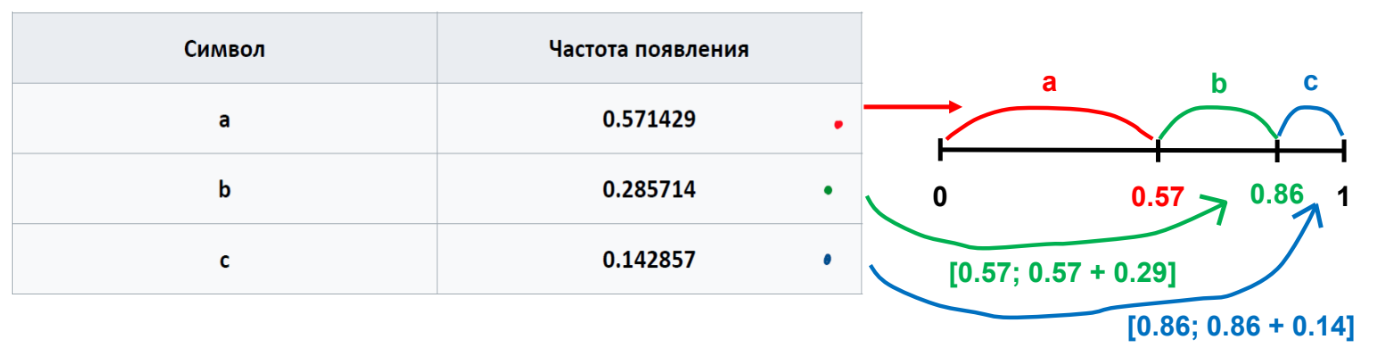 Символ Частота появления
a 0.571429
b 0.285714
c 0.142857
a b c
0 0.57 0.86 1
[0.57; 0.57 + 0.29]
[0.86; 0.86 + 0.14]